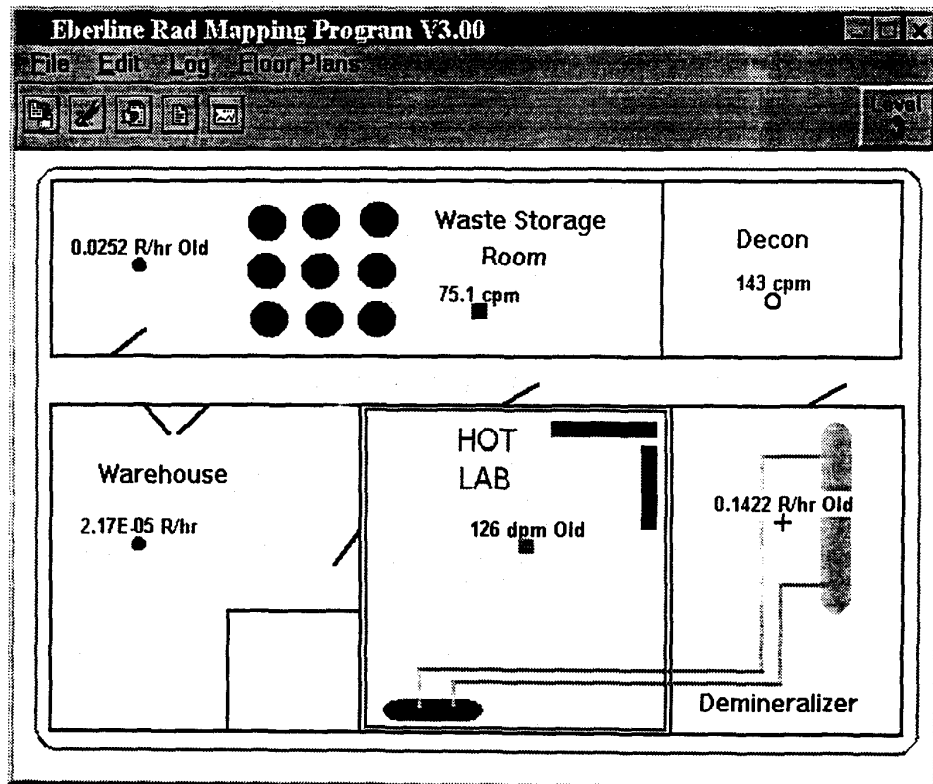 Eberline Rad Mapping Program V3.00
File Edit Log Floor Plans
Level
0.0252 R/hr Old
Waste Storage
Room
75.1 cpm
Decon
143 cpm
Warehouse
2.17E-05 R/hr
HOT
LAB
126 dpm Old
0.1422 R/hr Old
Demineralizer